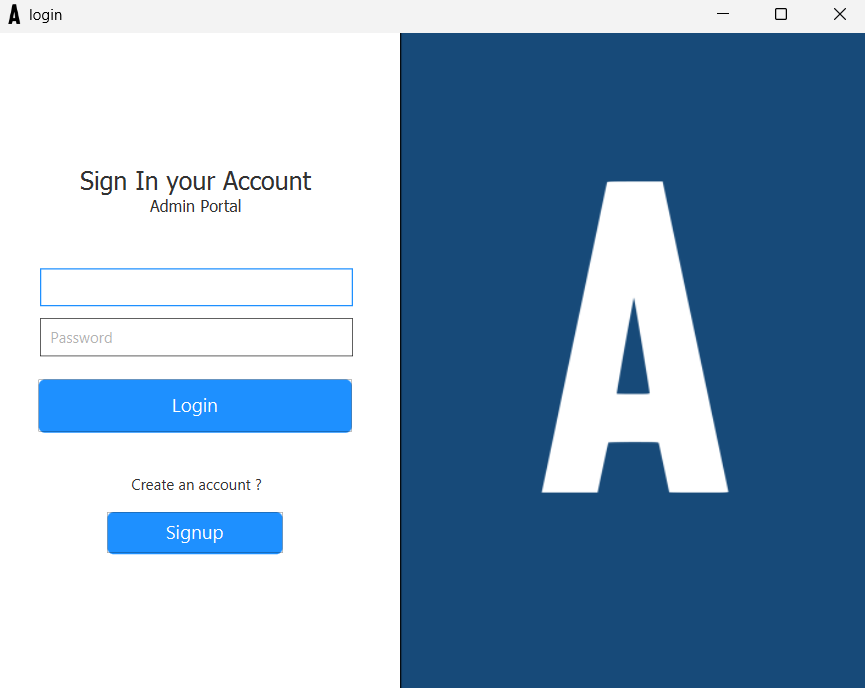 login
Sign In your Account
Admin Portal
Password
Login
Create an account ?
Signup
A